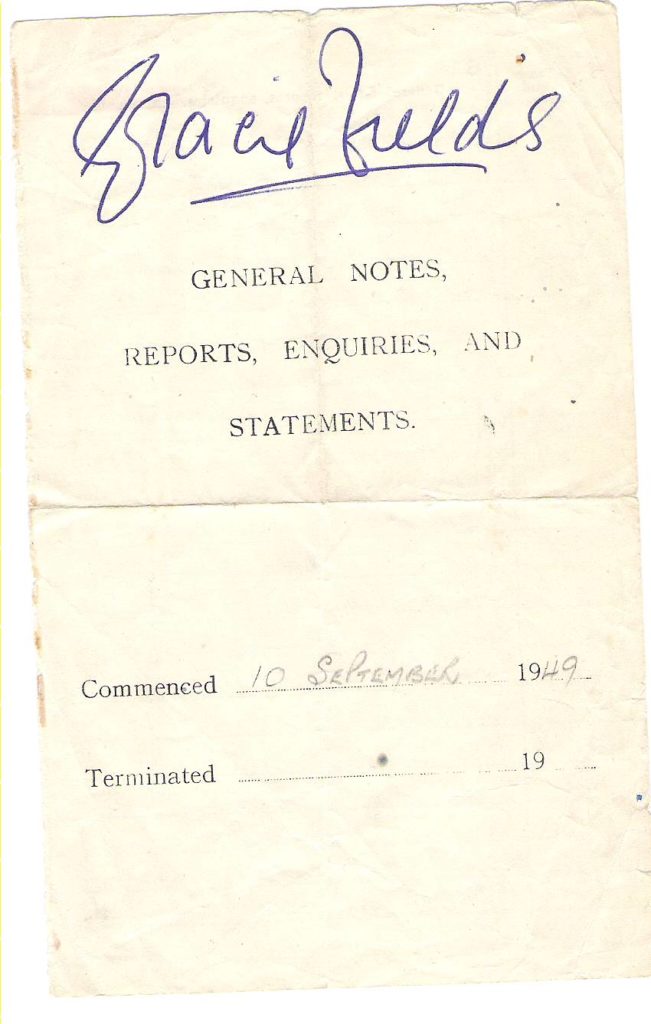 Gracie Fields
GENERAL NOTES,
REPORTS, ENQUIRIES, AND
STATEMENTS.
Commenced 10 SEPTEMBER 1949
Terminated 19